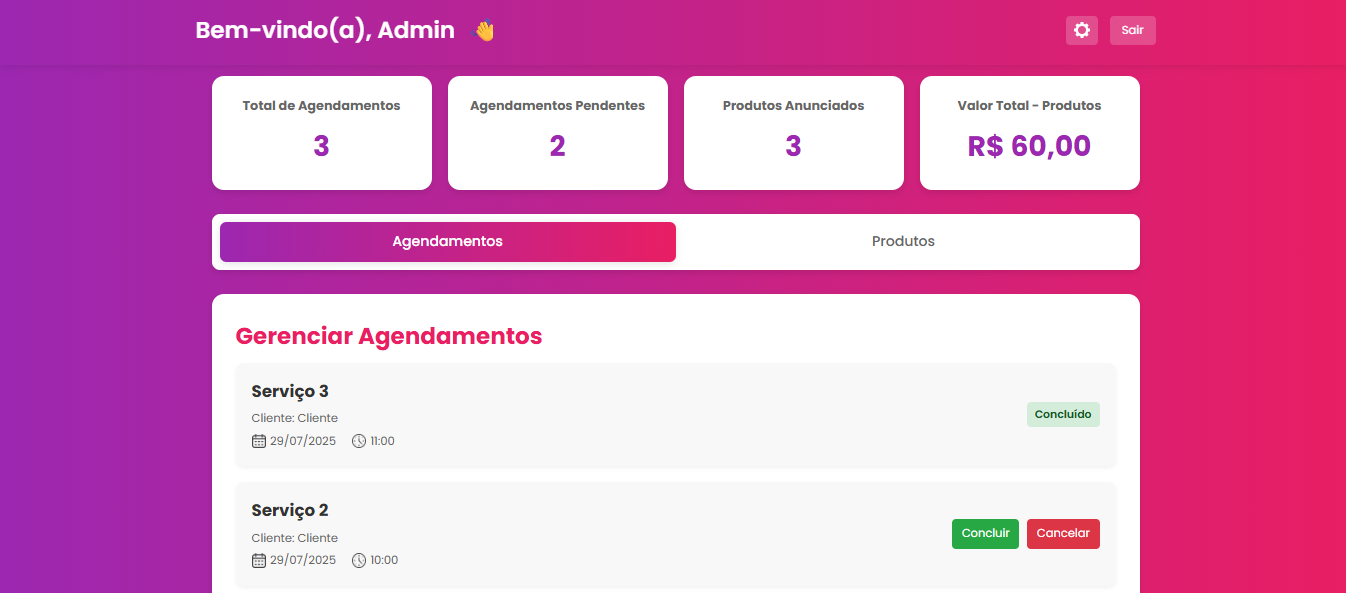 Bem-vindo(a), Admin 👋
Sair
Total de Agendamentos
3
Agendamentos Pendentes
2
Produtos Anunciados
3
Valor Total - Produtos
R$ 60,00
Agendamentos
Produtos
Gerenciar Agendamentos
Serviço 3
Cliente: Cliente
29/07/2025 11:00
Concluído
Serviço 2
Cliente: Cliente
29/07/2025 10:00
Concluir Cancelar